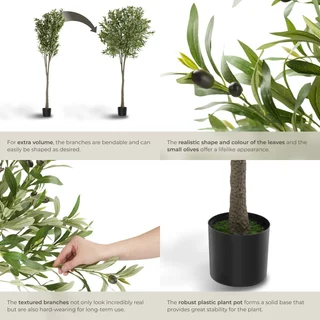 For extra volume, the branches are bendable and can
easily be shaped as desired.
The realistic shape and colour of the leaves and the
small olives offer a lifelike appearance.
The textured branches not only look incredibly real
but are also hard-wearing for long-term use.
The robust plastic plant pot forms a solid base that
provides great stability for the plant.